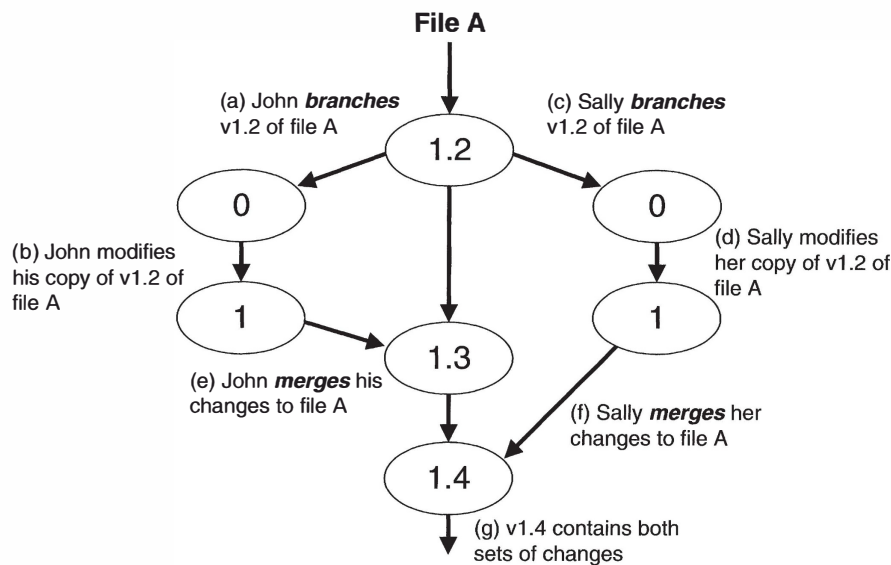 File A
(a) John branches
v1.2 of file A
(c) Sally branches
v1.2 of file A
1.2
0
0
(b) John modifies
his copy of v1.2 of
file A
(d) Sally modifies
her copy of v1.2 of
file A
1
1
1.3
(e) John merges his
changes to file A
(f) Sally merges her
changes to file A
1.4
(g) v1.4 contains both
sets of changes